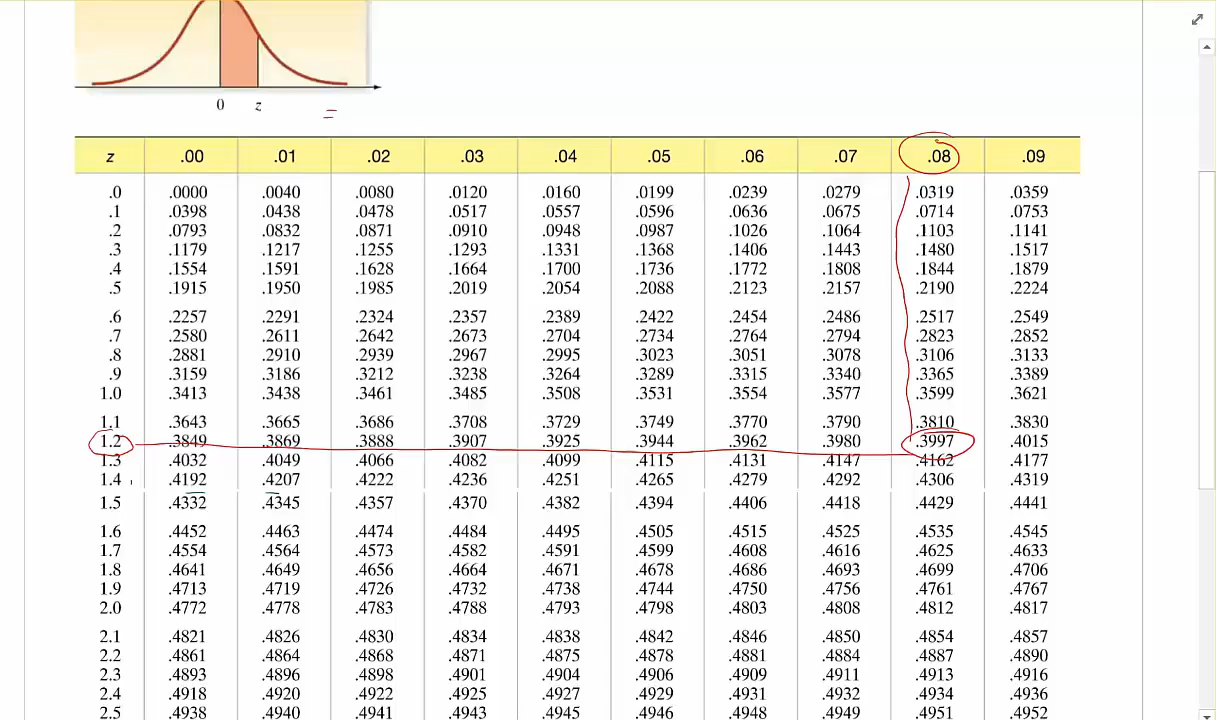 0 z
z .00 .01 .02 .03 .04 .05 .06 .07 .08 .09
.0 .0000 .0040 .0080 .0120 .0160 .0199 .0239 .0279 .0319 .0359
.1 .0398 .0438 .0478 .0517 .0557 .0596 .0636 .0675 .0714 .0753
.2 .0793 .0832 .0871 .0910 .0948 .0987 .1026 .1064 .1103 .1141
.3 .1179 .1217 .1255 .1293 .1331 .1368 .1406 .1443 .1480 .1517
.4 .1554 .1591 .1628 .1664 .1700 .1736 .1772 .1808 .1844 .1879
.5 .1915 .1950 .1985 .2019 .2054 .2088 .2123 .2157 .2190 .2224
.6 .2257 .2291 .2324 .2357 .2389 .2422 .2454 .2486 .2517 .2549
.7 .2580 .2611 .2642 .2673 .2704 .2734 .2764 .2794 .2823 .2852
.8 .2881 .2910 .2939 .2967 .2995 .3023 .3051 .3078 .3106 .3133
.9 .3159 .3186 .3212 .3238 .3264 .3289 .3315 .3340 .3365 .3389
1.0 .3413 .3438 .3461 .3485 .3508 .3531 .3554 .3577 .3599 .3621
1.1 .3643 .3665 .3686 .3708 .3729 .3749 .3770 .3790 .3810 .3830
1.2 .3849 .3869 .3888 .3907 .3925 .3944 .3962 .3980 .3997 .4015
1.3 .4032 .4049 .4066 .4082 .4099 .4115 .4131 .4147 .4162 .4177
1.4 .4192 .4207 .4222 .4236 .4251 .4265 .4279 .4292 .4306 .4319
1.5 .4332 .4345 .4357 .4370 .4382 .4394 .4406 .4418 .4429 .4441
1.6 .4452 .4463 .4474 .4484 .4495 .4505 .4515 .4525 .4535 .4545
1.7 .4554 .4564 .4573 .4582 .4591 .4599 .4608 .4616 .4625 .4633
1.8 .4641 .4649 .4656 .4664 .4671 .4678 .4686 .4693 .4699 .4706
1.9 .4713 .4719 .4726 .4732 .4738 .4744 .4750 .4756 .4761 .4767
2.0 .4772 .4778 .4783 .4788 .4793 .4798 .4803 .4808 .4812 .4817
2.1 .4821 .4826 .4830 .4834 .4838 .4842 .4846 .4850 .4854 .4857
2.2 .4861 .4864 .4868 .4871 .4875 .4878 .4881 .4884 .4887 .4890
2.3 .4893 .4896 .4898 .4901 .4904 .4906 .4909 .4911 .4913 .4916
2.4 .4918 .4920 .4922 .4925 .4927 .4929 .4931 .4932 .4934 .4936
2.5 .4938 .4940 .4941 .4943 .4945 .4946 .4948 .4949 .4951 .4952